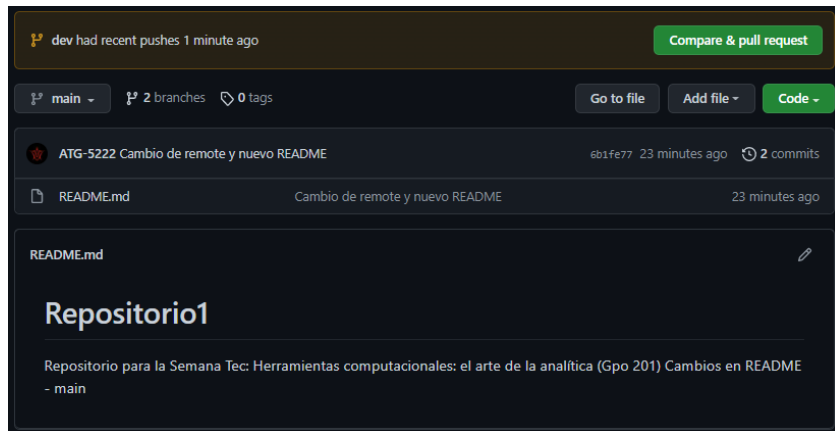 dev had recent pushes 1 minute ago Compare & pull request
main 2 branches 0 tags Go to file Add file Code
ATG-5222 Cambio de remote y nuevo README 6b1fe77 23 minutes ago 2 commits
README.md Cambio de remote y nuevo README 23 minutes ago
README.md
Repositorio1
Repositorio para la Semana Tec: Herramientas computacionales: el arte de la analítica (Gpo 201) Cambios en README
- main